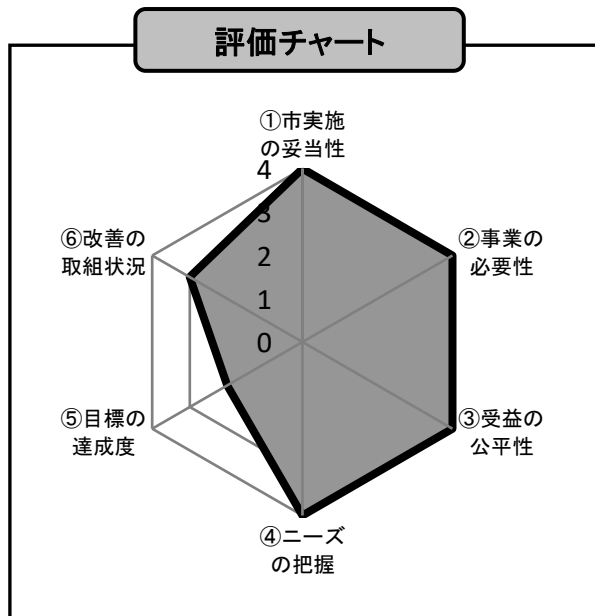 評価チャート
①市実施
の妥当性
4
3
2
1
0
②事業の
必要性
③受益の
公平性
④ニーズ
の把握
⑤目標の
達成度
⑥改善の
取組状況